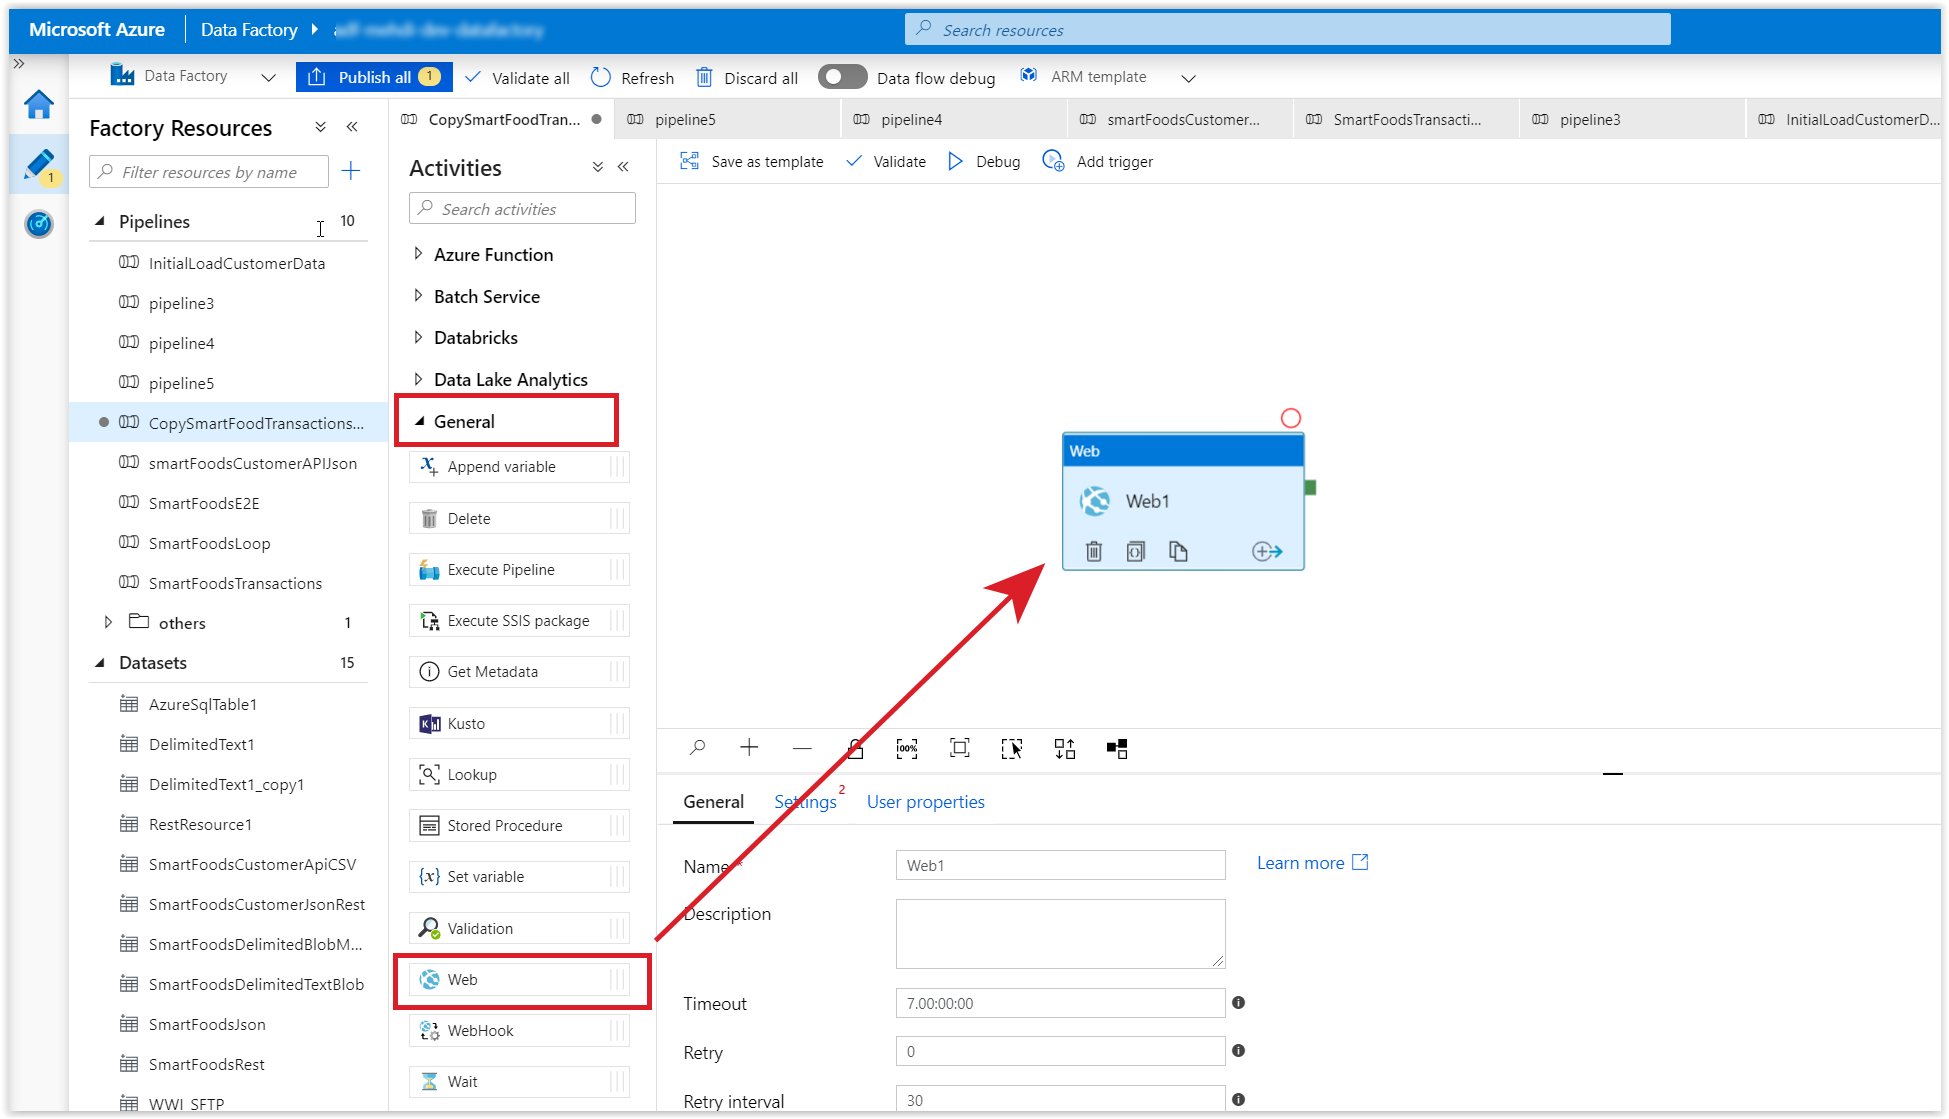 Microsoft Azure
Data Factory
Search resources
Data Factory
Publish all 1
Validate all
Refresh
Discard all
Data flow debug
ARM template
1
Factory Resources
Filter resources by name
Pipelines 10
InitialLoadCustomerData
pipeline3
pipeline4
pipeline5
CopySmartFoodTransactions...
smartFoodsCustomerAPIJson
SmartFoodsE2E
SmartFoodsLoop
SmartFoodsTransactions
others 1
Datasets 15
AzureSqlTable1
DelimitedText1
DelimitedText1_copy1
RestResource1
SmartFoodsCustomerApiCSV
SmartFoodsCustomerJsonRest
SmartFoodsDelimitedBlobM...
SmartFoodsDelimitedTextBlob
SmartFoodsJson
SmartFoodsRest
WWI_SFTP
CopySmartFoodTran...
pipeline5
pipeline4
smartFoodsCustomer...
SmartFoodsTransacti...
pipeline3
InitialLoadCustomerD...
Activities
Search activities
Azure Function
Batch Service
Databricks
Data Lake Analytics
General
Append variable
Delete
Execute Pipeline
Execute SSIS package
Get Metadata
Kusto
Lookup
Stored Procedure
Set variable
Validation
Web
WebHook
Wait
Save as template
Validate
Debug
Add trigger
Web
Web1
100%
General
Settings 2
User properties
Name * Web1
Learn more
Description
Timeout 7.00:00:00
Retry 0
Retry interval 30